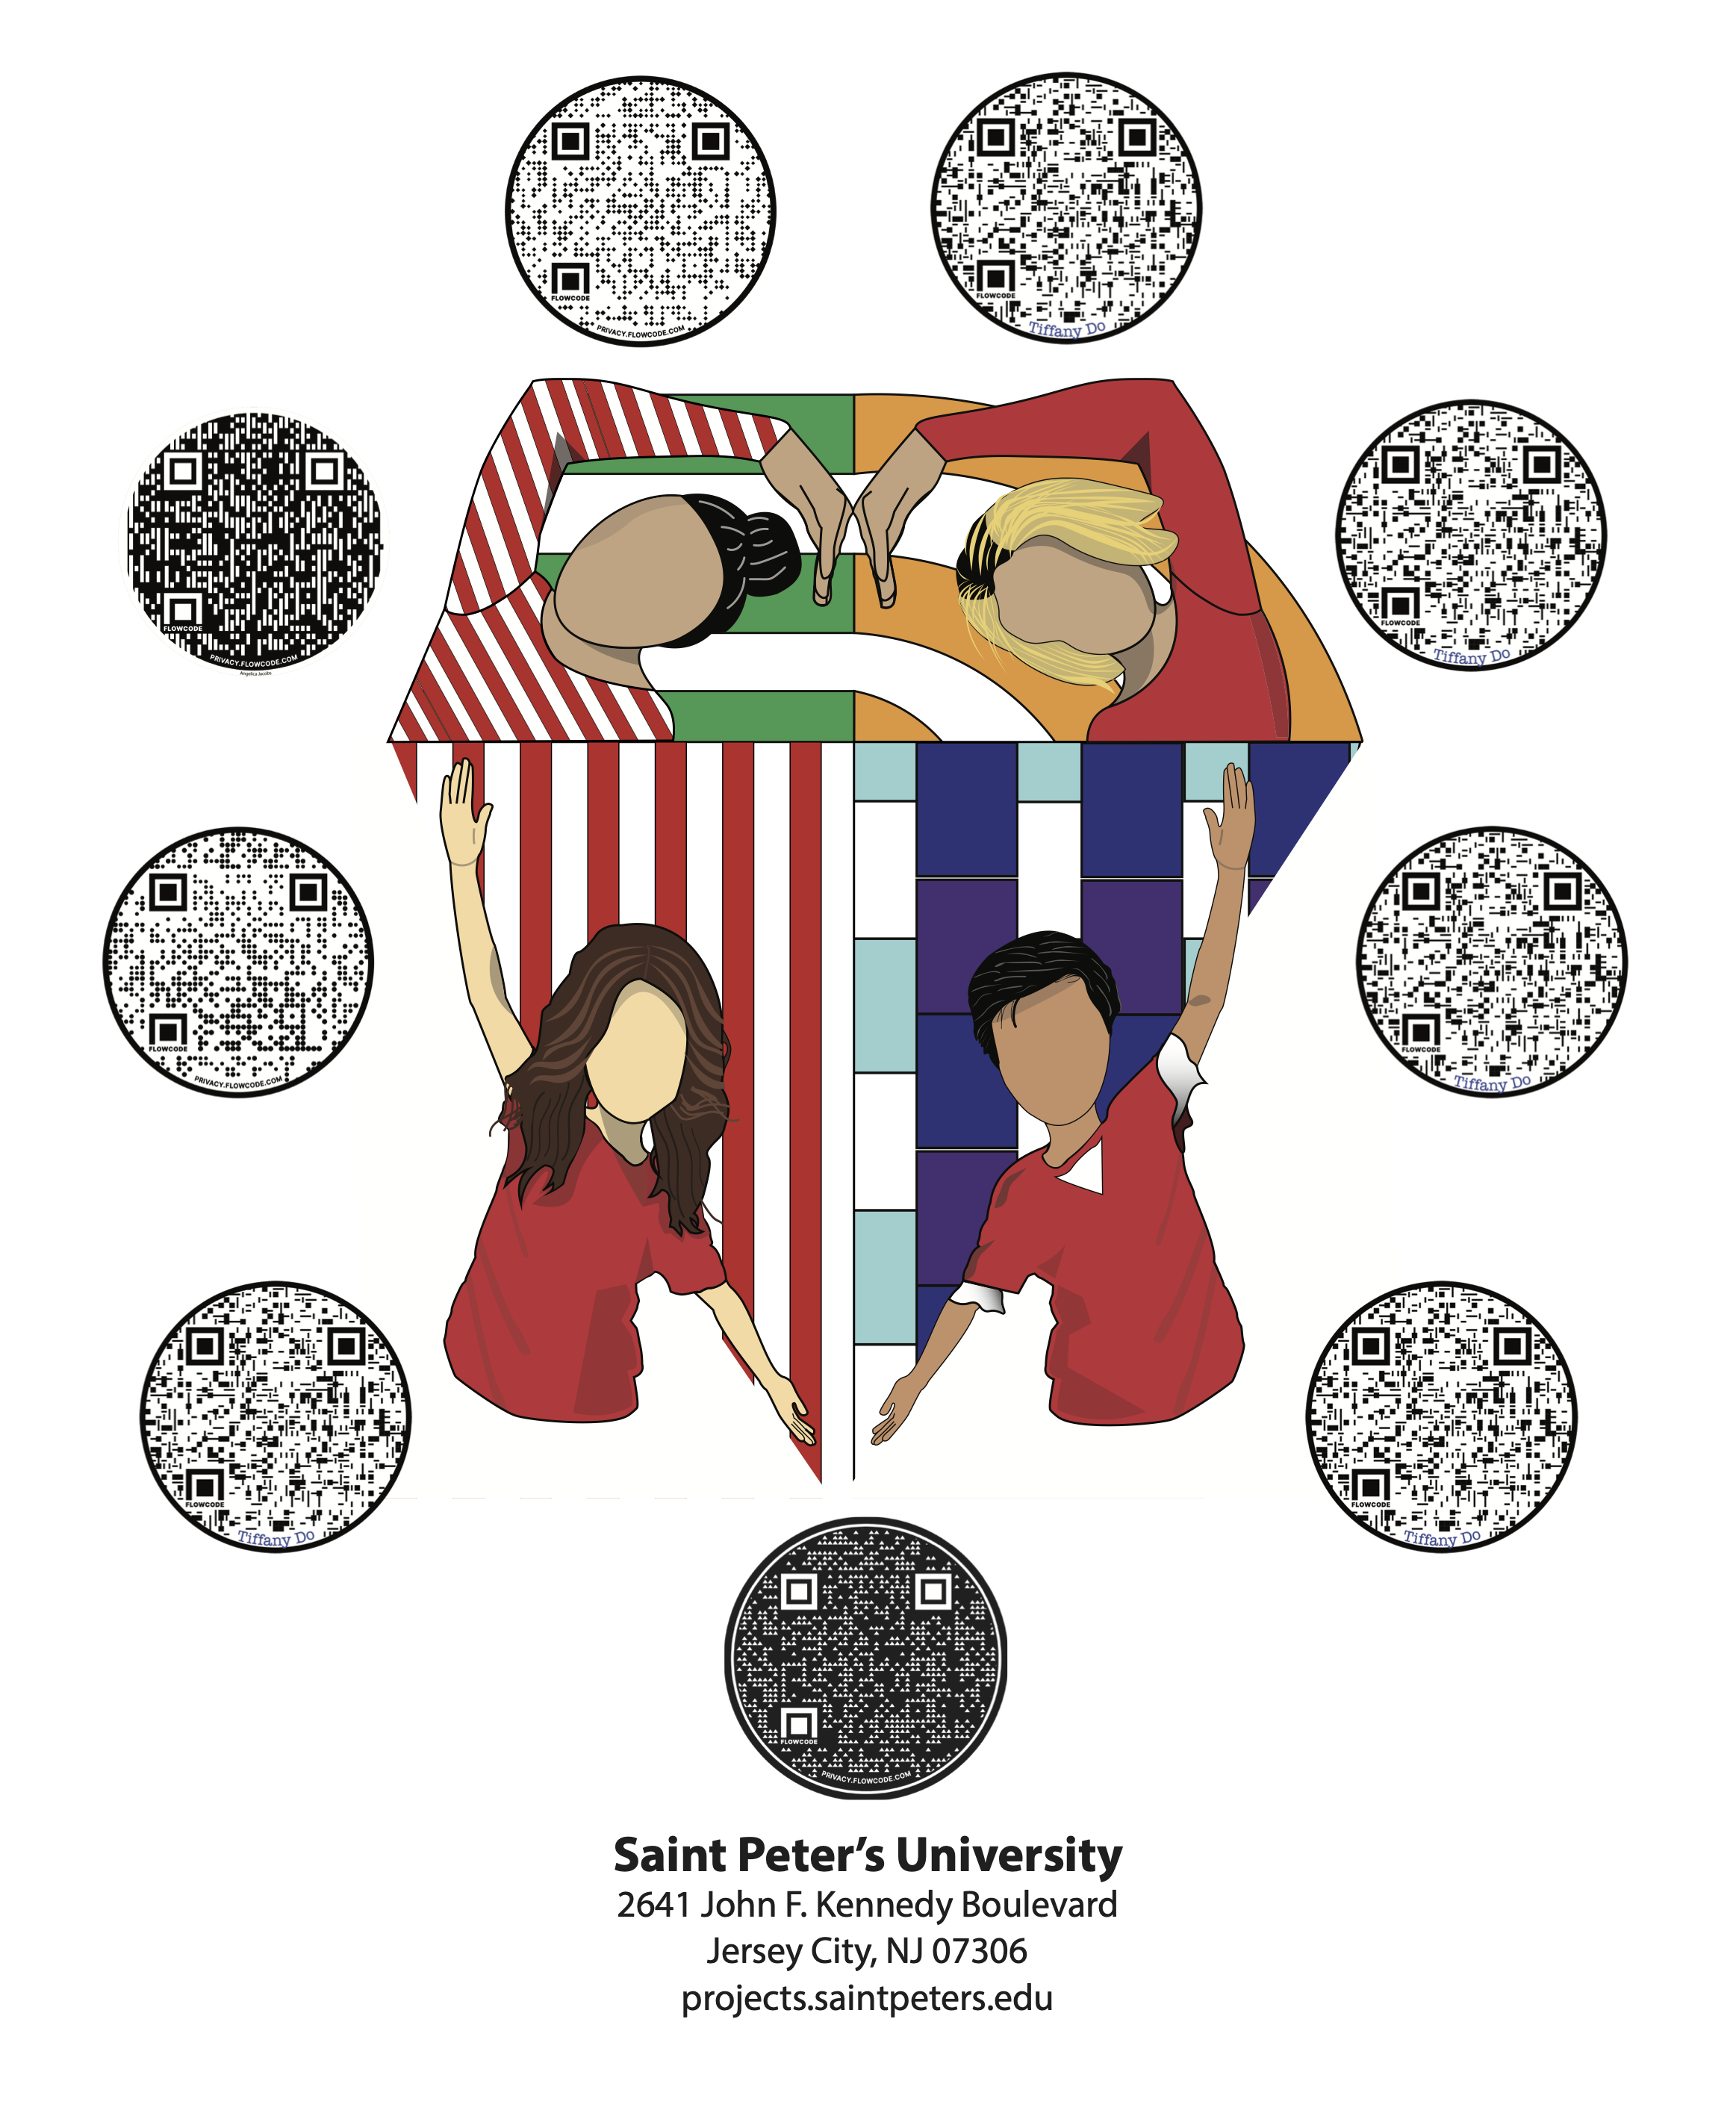 FLOWCODE
PRIVACY.FLOWCODE.COM
FLOWCODE
Tiffany Do
FLOWCODE
PRIVACY.FLOWCODE.COM
Angelica Jacobs
FLOWCODE
Tiffany Do
FLOWCODE
PRIVACY.FLOWCODE.COM
FLOWCODE
Tiffany Do
FLOWCODE
Tiffany Do
FLOWCODE
Tiffany Do
FLOWCODE
PRIVACY.FLOWCODE.COM
Saint Peter’s University
2641 John F. Kennedy Boulevard
Jersey City, NJ 07306
projects.saintpeters.edu